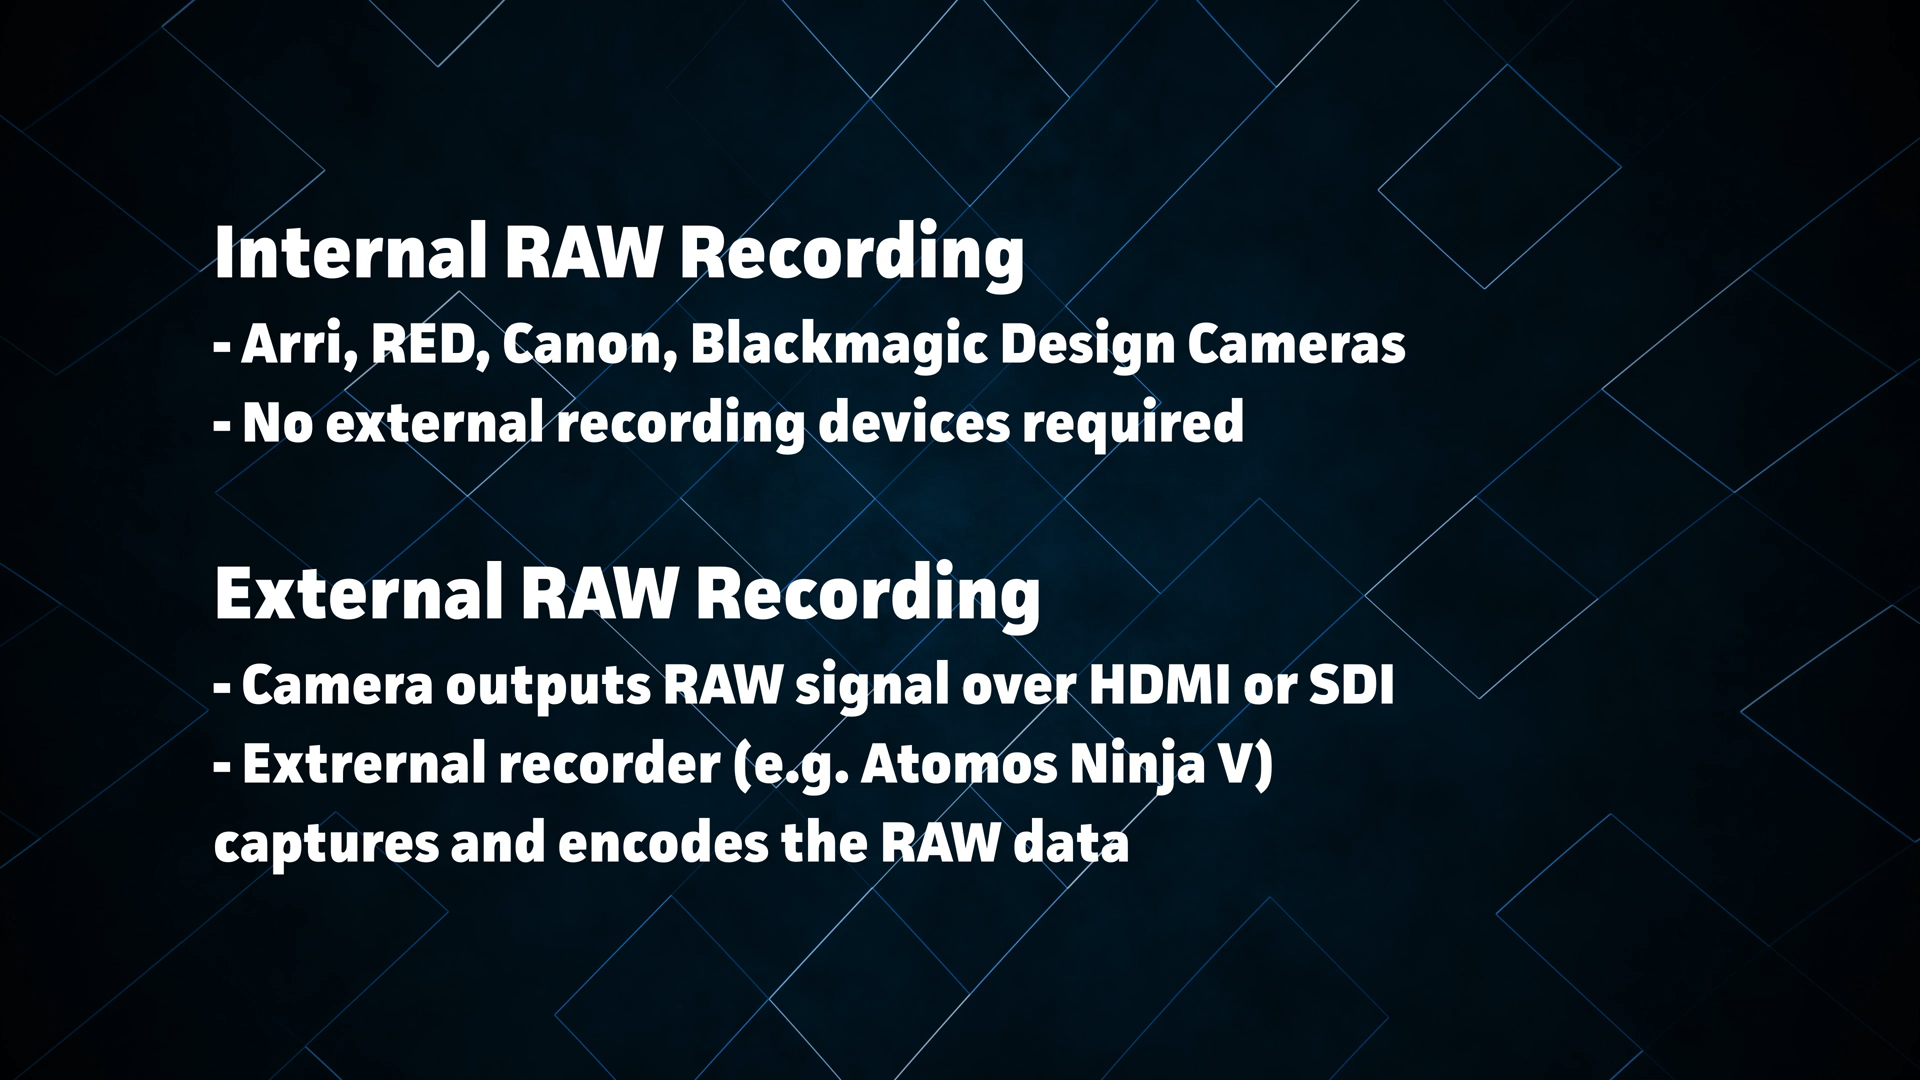 Internal RAW Recording
- Arri, RED, Canon, Blackmagic Design Cameras
- No external recording devices required
External RAW Recording
- Camera outputs RAW signal over HDMI or SDI
- Extrernal recorder (e.g. Atomos Ninja V)
captures and encodes the RAW data